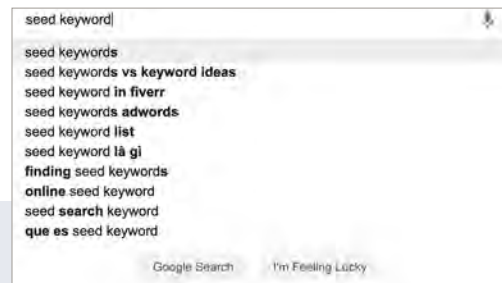 seed keyword
seed keywords
seed keywords vs keyword ideas
seed keyword in fiverr
seed keywords adwords
seed keyword list
seed keyword là gì
finding seed keywords
online seed keyword
seed search keyword
que es seed keyword
Google Search I'm Feeling Lucky